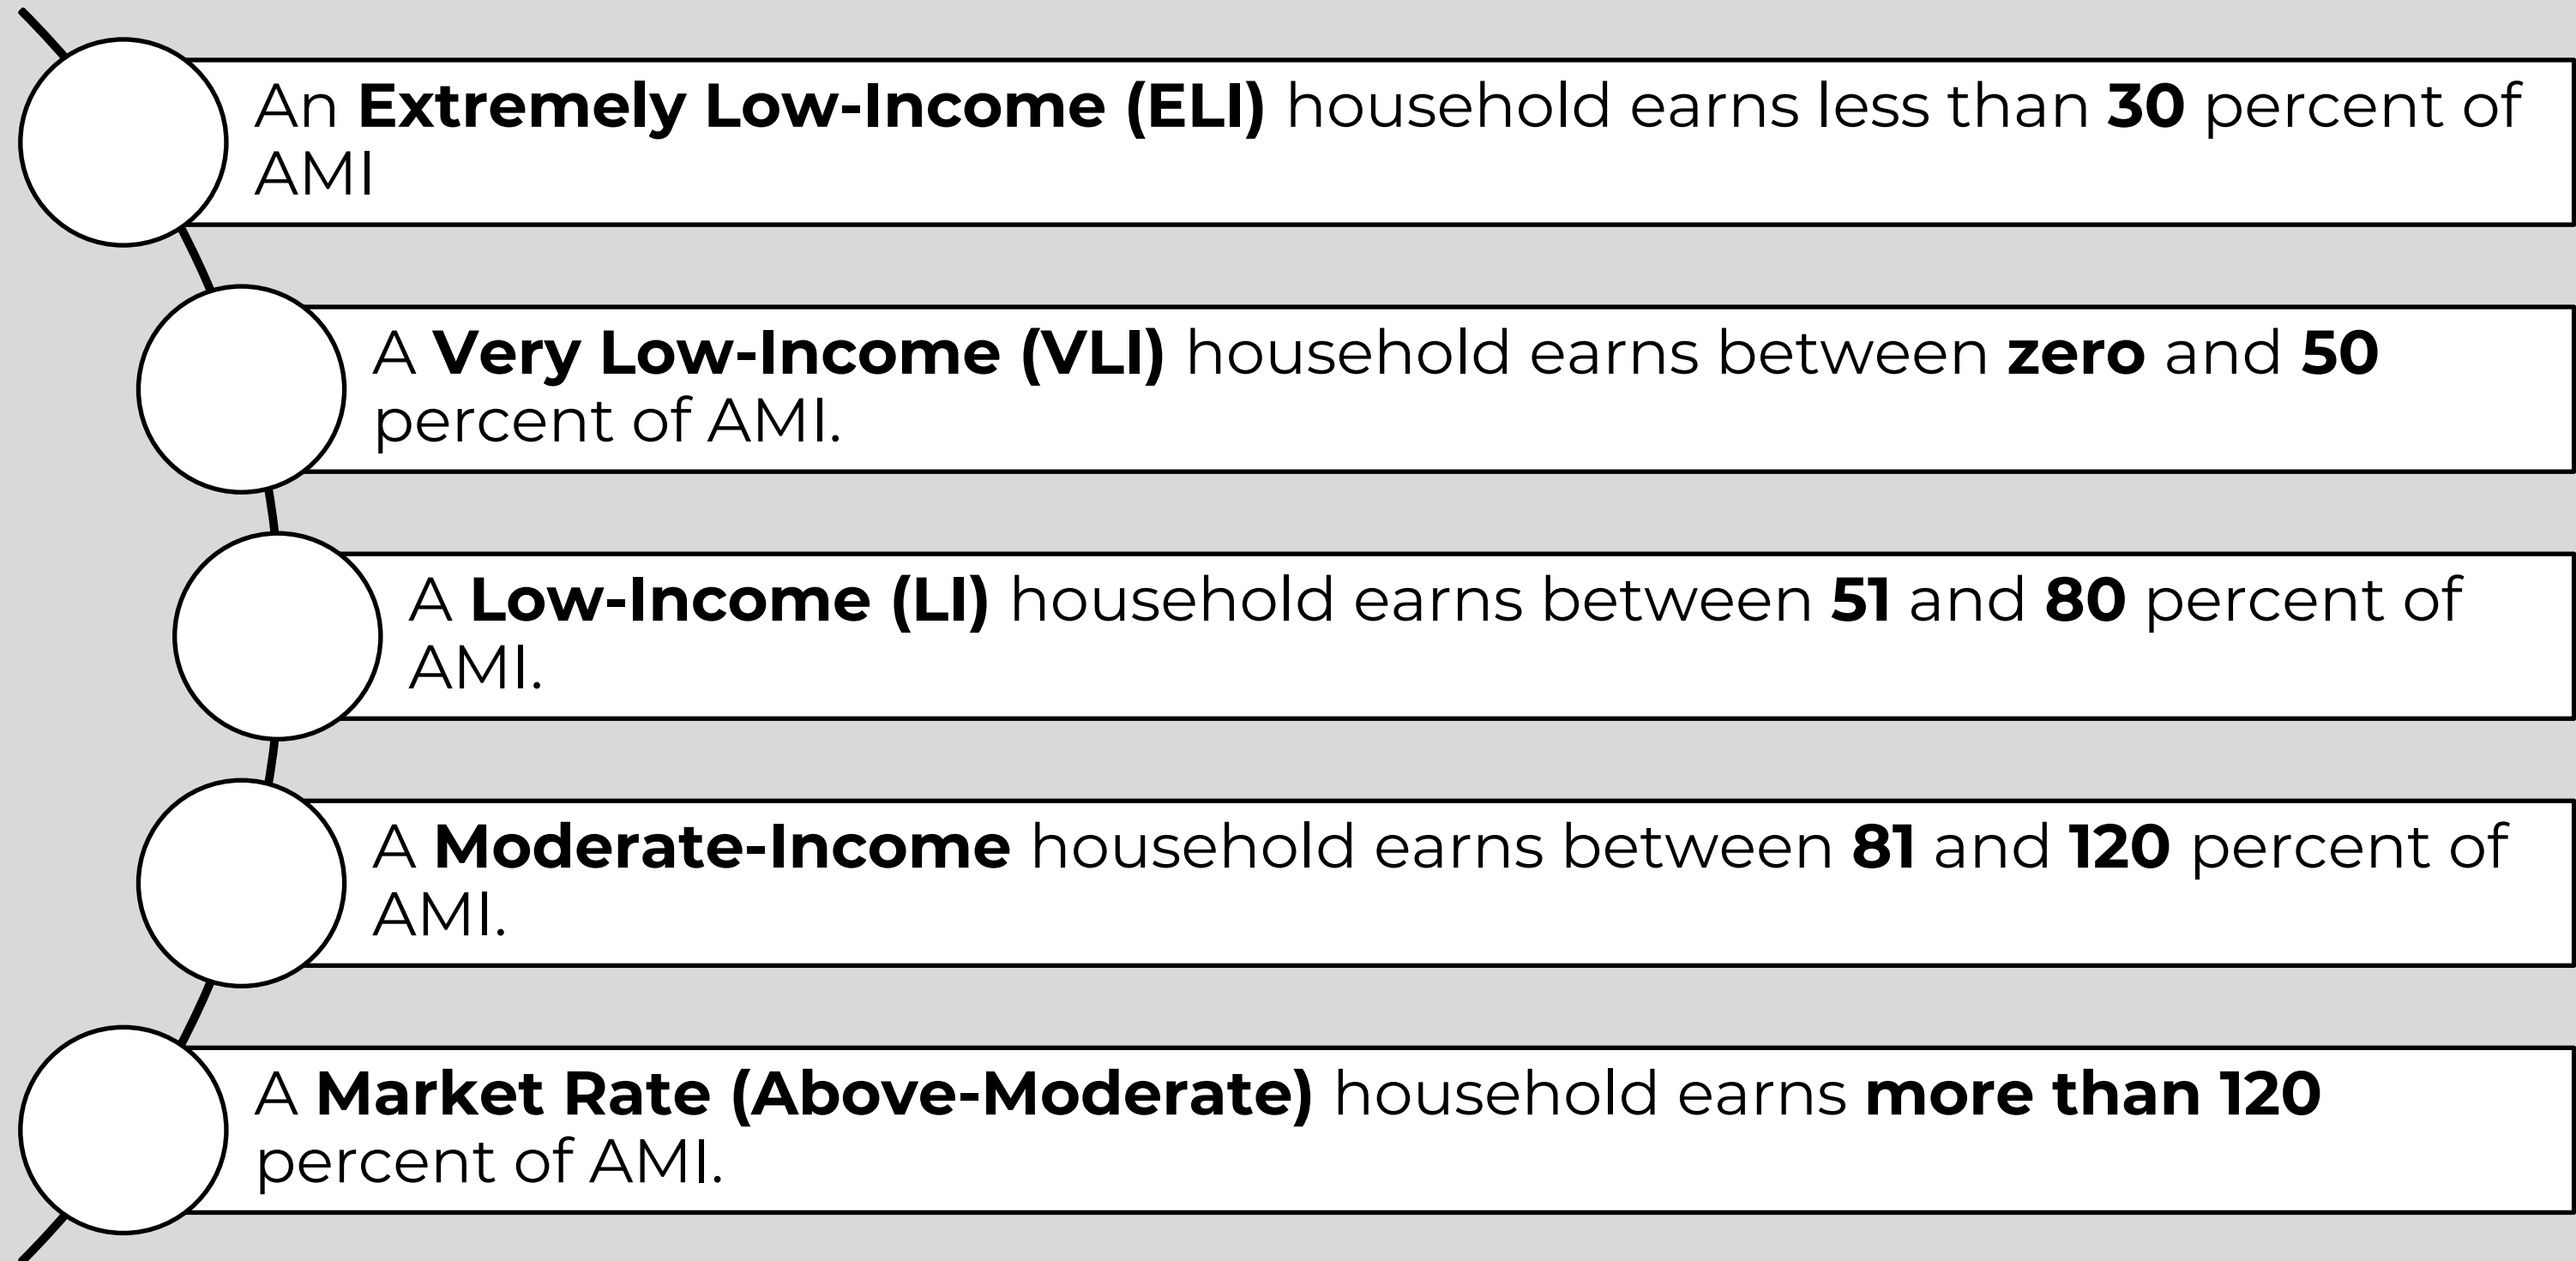 An Extremely Low-Income (ELI) household earns less than 30 percent of
AMI
A Very Low-Income (VLI) household earns between zero and 50
percent of AMI.
A Low-Income (LI) household earns between 51 and 80 percent of
AMI.
A Moderate-Income household earns between 81 and 120 percent of
AMI.
A Market Rate (Above-Moderate) household earns more than 120
percent of AMI.